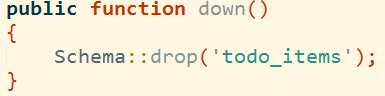 public function down()
{
    Schema::drop('todo_items');
}